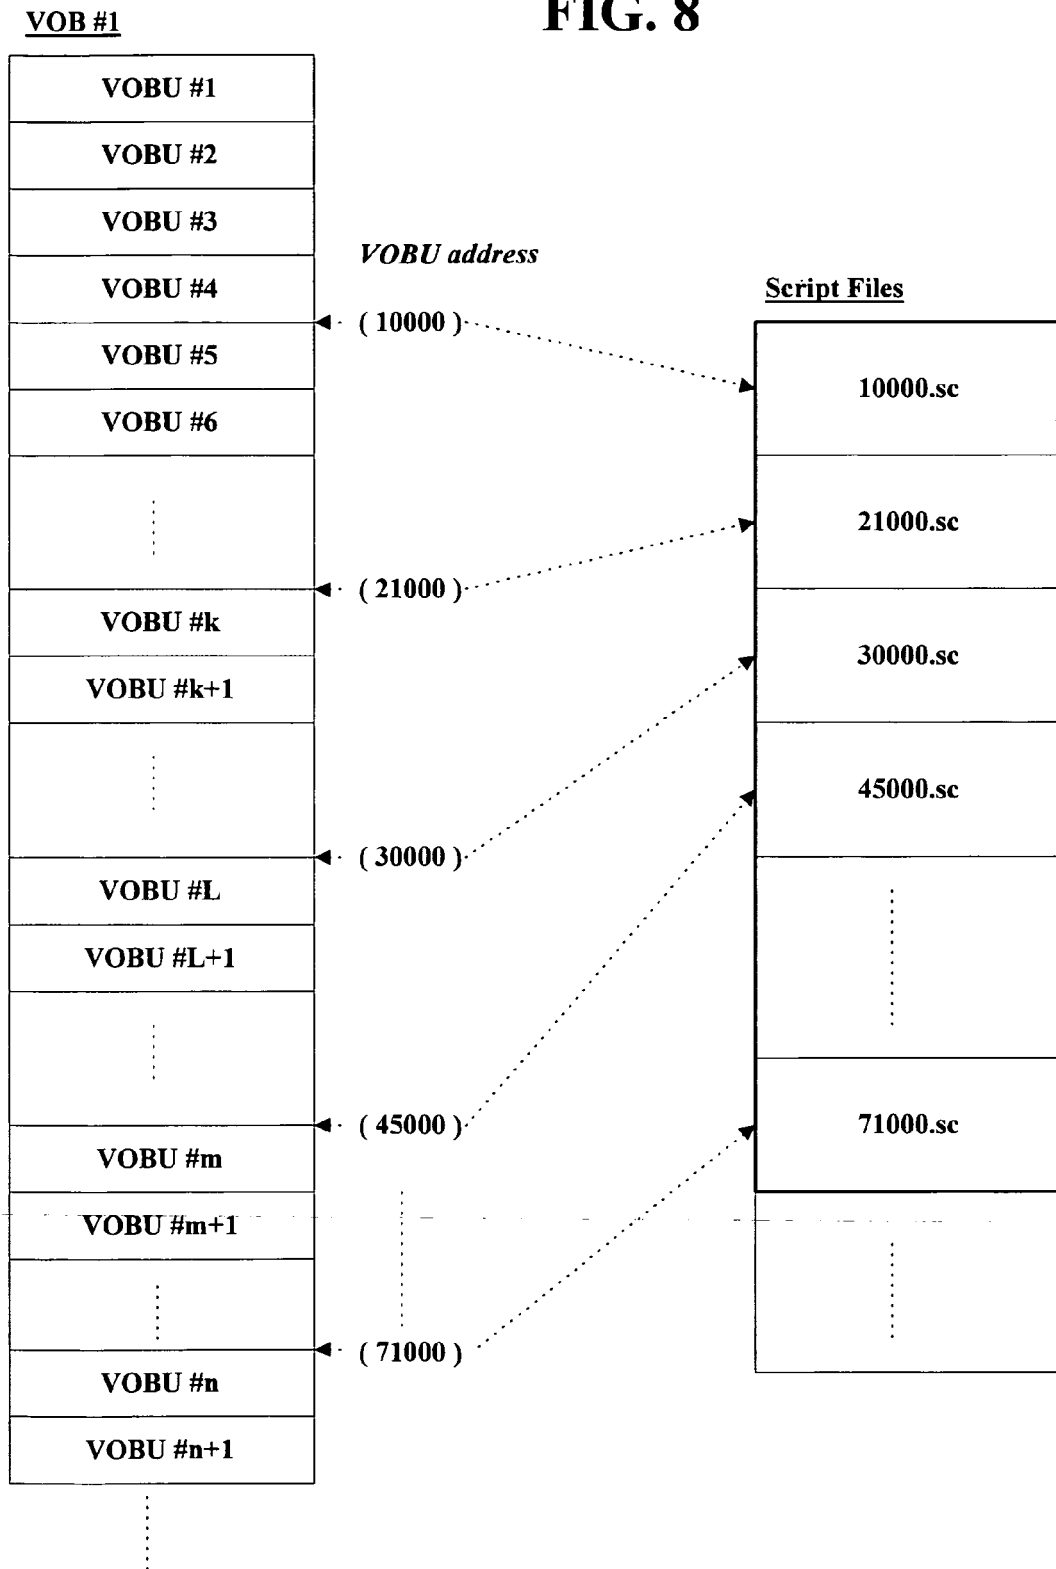 FIG. 8
VOB #1
VOBU #1
VOBU #2
VOBU #3
VOBU #4
VOBU #5
VOBU #6
VOBU #k
VOBU #k+1
VOBU #L
VOBU #L+1
VOBU #m
VOBU #m+1
VOBU #n
VOBU #n+1
VOBU address
( 10000 )
( 21000 )
( 30000 )
( 45000 )
( 71000 )
Script Files
10000.sc
21000.sc
30000.sc
45000.sc
71000.sc